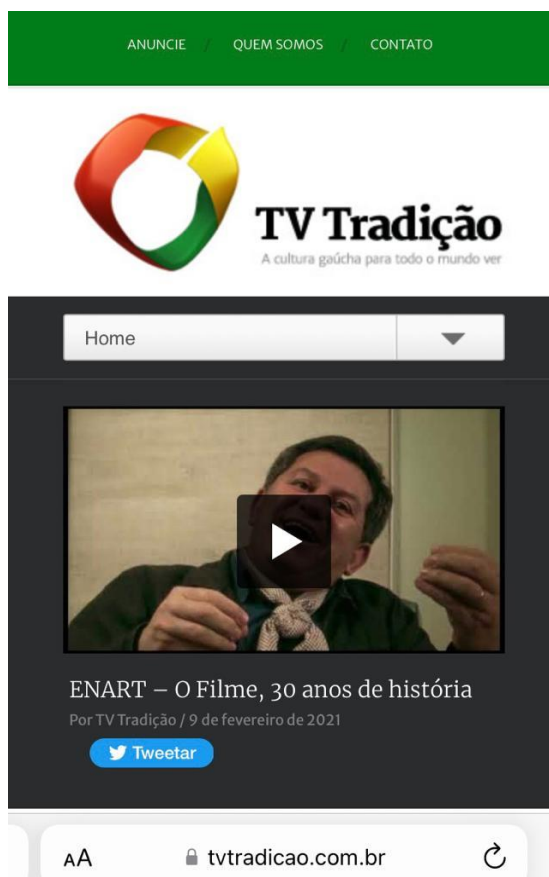 ANUNCIE / QUEM SOMOS / CONTATO
TV Tradição
A cultura gaúcha para todo o mundo ver
Home
ENART – O Filme, 30 anos de história
Por TV Tradição / 9 de fevereiro de 2021
Tweetar
AA tvtradicao.com.br